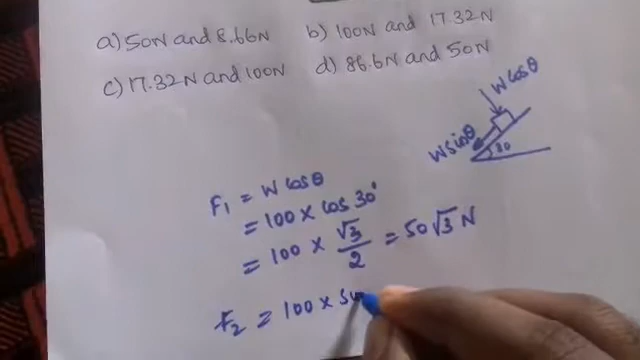 a) 50N and 8.66N b) 100N and 17.32N
c) 17.32N and 100N d) 86.6N and 50N
W cosθ
W sinθ
30
F1 = W cosθ
= 100 × cos 30°
= 100 × √3/2 = 50√3 N
F2 = 100 × s